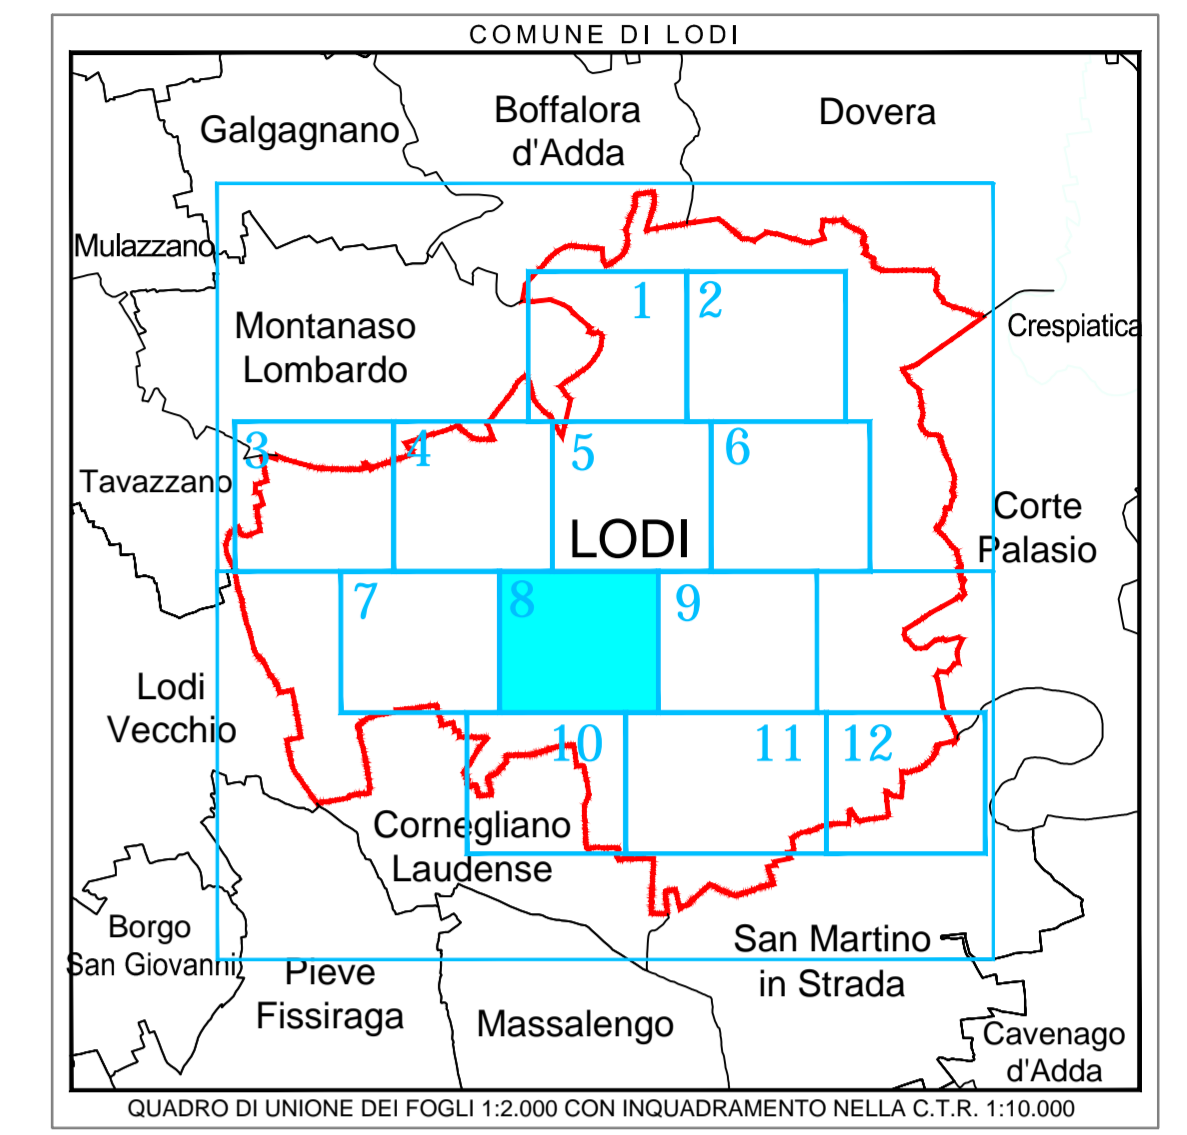 COMUNE DI LODI
Galgagnano
Boffalora
d'Adda
Dovera
Mulazzano
Montanaso
Lombardo
1
2
Crespiatica
3
4
5
6
Tavazzano
LODI
Corte
Palasio
7
8
9
Lodi
Vecchio
10
11
12
Cornegliano
Laudense
Borgo
San Giovanni
Pieve
Fissiraga
Massalengo
San Martino
in Strada
Cavenago
d'Adda
QUADRO DI UNIONE DEI FOGLI 1:2.000 CON INQUADRAMENTO NELLA C.T.R. 1:10.000